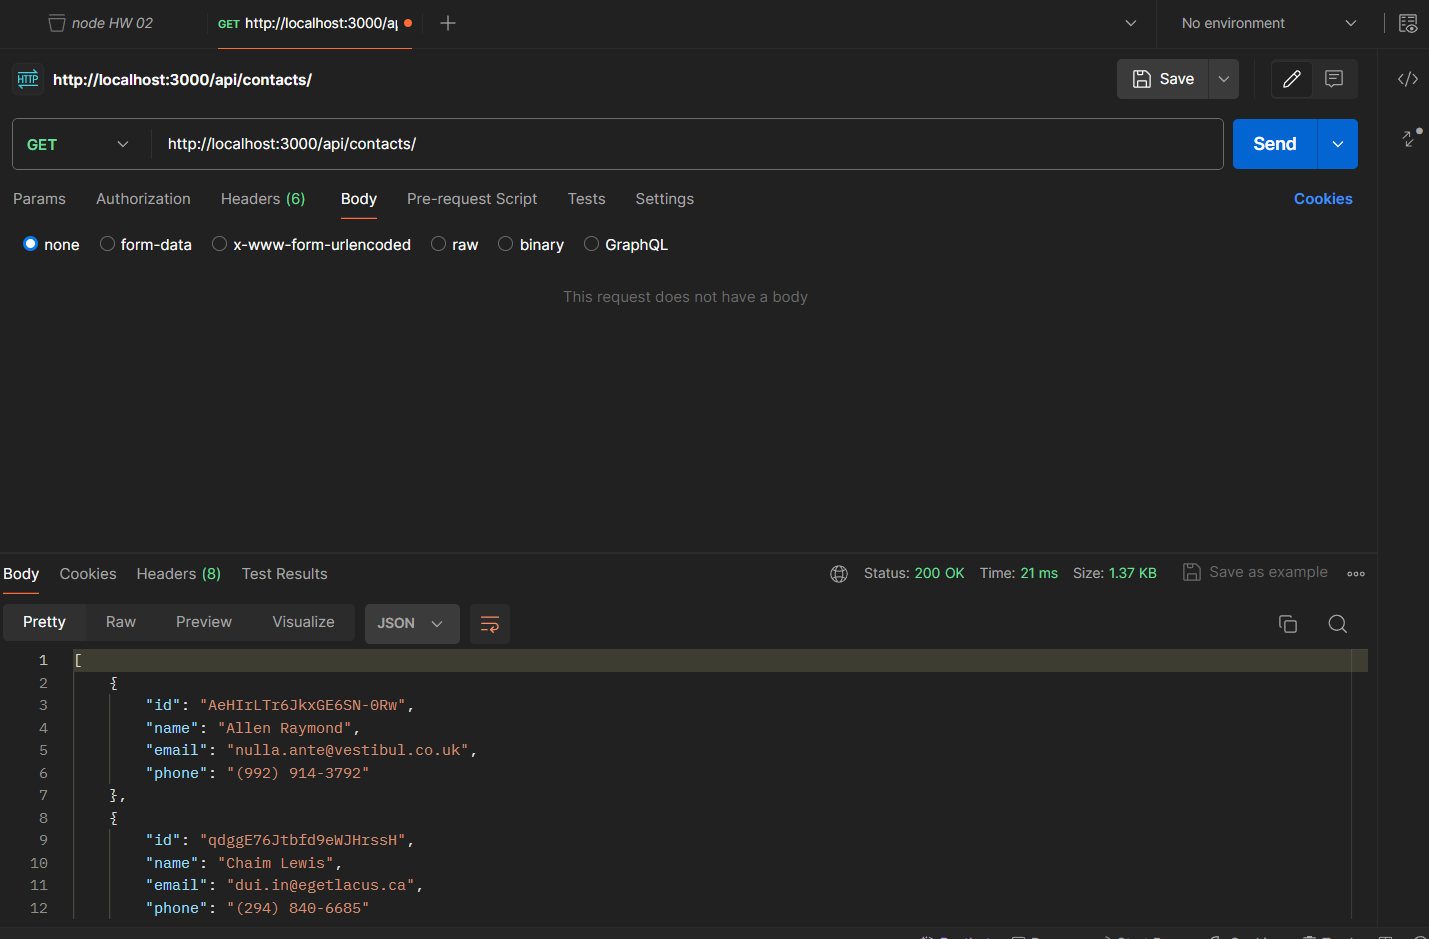 node HW 02
GET http://localhost:3000/ap
No environment
HTTP http://localhost:3000/api/contacts/
Save
GET http://localhost:3000/api/contacts/
Send
Params Authorization Headers (6) Body Pre-request Script Tests Settings
Cookies
none form-data x-www-form-urlencoded raw binary GraphQL
This request does not have a body
Body Cookies Headers (8) Test Results
Status: 200 OK Time: 21 ms Size: 1.37 KB Save as example
Pretty Raw Preview Visualize JSON
1 [
2 {
3 "id": "AeHIrLTr6JkxGE6SN-0Rw",
4 "name": "Allen Raymond",
5 "email": "nulla.ante@vestibul.co.uk",
6 "phone": "(992) 914-3792"
7 },
8 {
9 "id": "qdggE76Jtbfd9eWJHrssH",
10 "name": "Chaim Lewis",
11 "email": "dui.in@egetlacus.ca",
12 "phone": "(294) 840-6685"